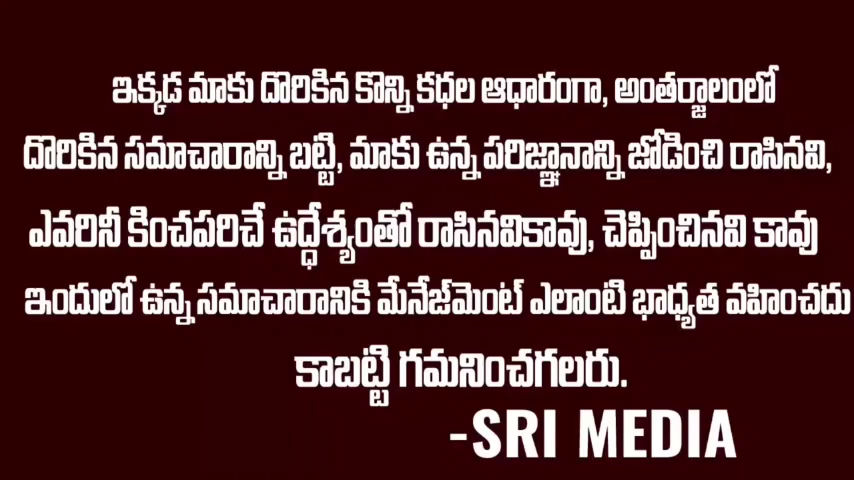 ఇక్కడ మాకు దొరికిన కొన్ని కధల ఆధారంగా, అంతర్జాలంలో
దొరికిన సమాచారాన్ని బట్టి, మాకు ఉన్న పరిజ్ఞానాన్ని జోడించి రాసినవి,
ఎవరినీ కించపరిచే ఉద్ధేశ్యంతో రాసినవికావు, చెప్పించినవి కావు
ఇందులో ఉన్న సమాచారానికి మేనేజ్‌మెంట్ ఎలాంటి భాధ్యత వహించదు
కాబట్టి గమనించగలరు.
-SRI MEDIA